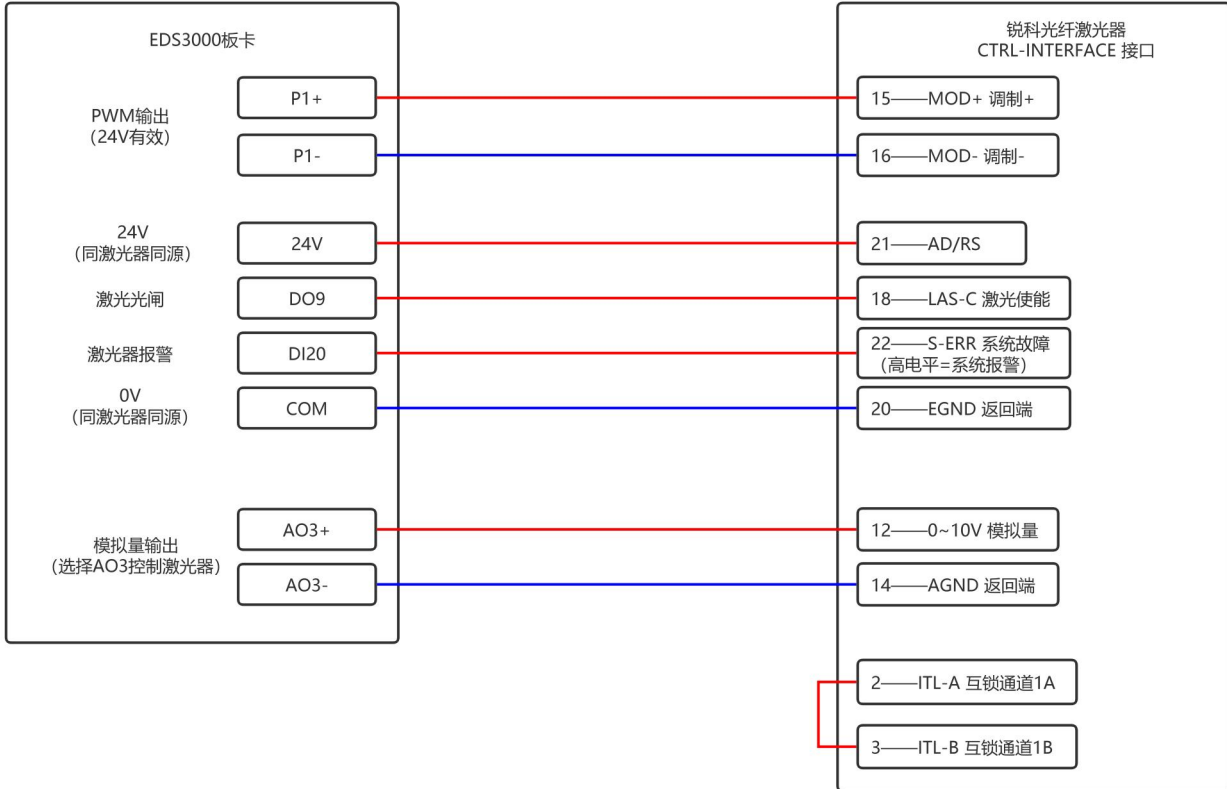 EDS3000板卡
PWM输出
(24V有效)
P1+
P1-
24V
(同激光器同源)
24V
激光光闸
DO9
激光器报警
DI20
0V
(同激光器同源)
COM
模拟量输出
(选择AO3控制激光器)
AO3+
AO3-
锐科光纤激光器
CTRL-INTERFACE 接口
15——MOD+ 调制+
16——MOD- 调制-
21——AD/RS
18——LAS-C 激光使能
22——S-ERR 系统故障
(高电平=系统报警)
20——EGND 返回端
12——0~10V 模拟量
14——AGND 返回端
2——ITL-A 互锁通道1A
3——ITL-B 互锁通道1B